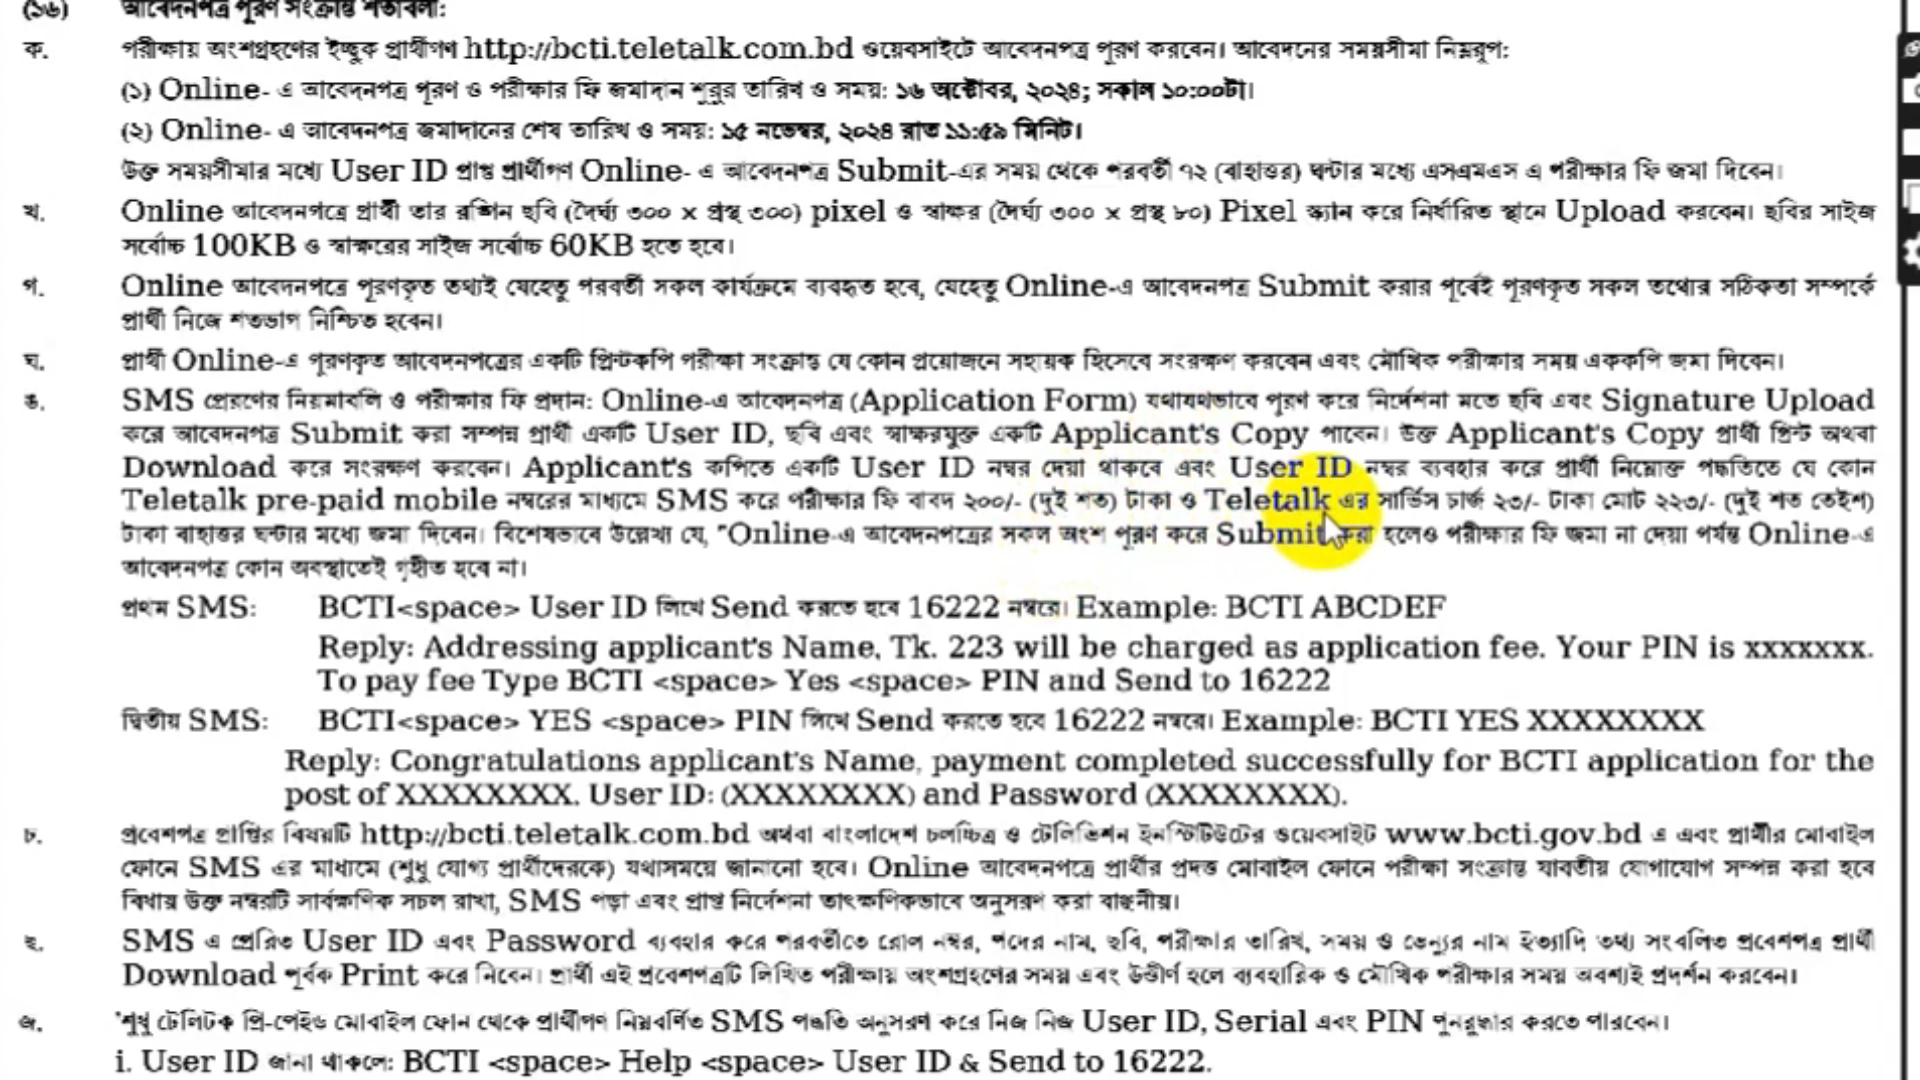 (১৬) আবেদনপত্র পূরণ সংক্রান্ত শর্তাবলী:
ক. পরীক্ষায় অংশগ্রহণের ইচ্ছুক প্রার্থীগণ http://bcti.teletalk.com.bd ওয়েবসাইটে আবেদনপত্র পূরণ করবেন। আবেদনের সময়সীমা নিম্নরূপ:
(১) Online- এ আবেদনপত্র পূরণ ও পরীক্ষার ফি জমাদান শুরুর তারিখ ও সময়: ১৬ অক্টোবর, ২০২৪; সকাল ১০:০০টা।
(২) Online- এ আবেদনপত্র জমাদানের শেষ তারিখ ও সময়: ১৫ নভেম্বর, ২০২৪ রাত ১১:৫৯ মিনিট।
উক্ত সময়সীমার মধ্যে User ID প্রাপ্ত প্রার্থীগণ Online- এ আবেদনপত্র Submit-এর সময় থেকে পরবর্তী ৭২ (বাহাত্তর) ঘন্টার মধ্যে এসএমএস এ পরীক্ষার ফি জমা দিবেন।
খ. Online আবেদনপত্রে প্রার্থী তার রঙ্গিন ছবি (দৈর্ঘ্য ৩০০ x প্রস্থ ৩০০) pixel ও স্বাক্ষর (দৈর্ঘ্য ৩০০ x প্রস্থ ৮০) Pixel স্ক্যান করে নির্ধারিত স্থানে Upload করবেন। ছবির সাইজ
সর্বোচ্চ 100KB ও স্বাক্ষরের সাইজ সর্বোচ্চ 60KB হতে হবে।
গ. Online আবেদনপত্রে পূরণকৃত তথ্যই যেহেতু পরবর্তী সকল কার্যক্রমে ব্যবহৃত হবে, যেহেতু Online-এ আবেদনপত্র Submit করার পূর্বেই পূরণকৃত সকল তথ্যের সঠিকতা সম্পর্কে
প্রার্থী নিজে শতভাগ নিশ্চিত হবেন।
ঘ. প্রার্থী Online-এ পূরণকৃত আবেদনপত্রের একটি প্রিন্টকপি পরীক্ষা সংক্রান্ত যে কোন প্রয়োজনে সহায়ক হিসেবে সংরক্ষণ করবেন এবং মৌখিক পরীক্ষার সময় এককপি জমা দিবেন।
ঙ. SMS প্রেরণের নিয়মাবলি ও পরীক্ষার ফি প্রদান: Online-এ আবেদনপত্র (Application Form) যথাযথভাবে পূরণ করে নির্দেশনা মতে ছবি এবং Signature Upload
করে আবেদনপত্র Submit করা সম্পন্ন প্রার্থী একটি User ID, ছবি এবং স্বাক্ষরযুক্ত একটি Applicant's Copy পাবেন। উক্ত Applicant's Copy প্রার্থী প্রিন্ট অথবা
Download করে সংরক্ষণ করবেন। Applicant's কপিতে একটি User ID নম্বর দেয়া থাকবে এবং User ID নম্বর ব্যবহার করে প্রার্থী নিম্নোক্ত পদ্ধতিতে যে কোন
Teletalk pre-paid mobile নম্বরের মাধ্যমে SMS করে পরীক্ষার ফি বাবদ ২০০/- (দুই শত) টাকা ও Teletalk এর সার্ভিস চার্জ ২৩/- টাকা মোট ২২৩/- (দুই শত তেইশ)
টাকা বাহাত্তর ঘন্টার মধ্যে জমা দিবেন। বিশেষভাবে উল্লেখ্য যে, "Online-এ আবেদনপত্রের সকল অংশ পূরণ করে Submit করা হলেও পরীক্ষার ফি জমা না দেয়া পর্যন্ত Online-এ
আবেদনপত্র কোন অবস্থাতেই গৃহীত হবে না।
প্রথম SMS: BCTI<space> User ID লিখে Send করতে হবে 16222 নম্বরে। Example: BCTI ABCDEF
Reply: Addressing applicant's Name, Tk. 223 will be charged as application fee. Your PIN is xxxxxxx.
To pay fee Type BCTI <space> Yes <space> PIN and Send to 16222
দ্বিতীয় SMS: BCTI<space> YES <space> PIN লিখে Send করতে হবে 16222 নম্বরে। Example: BCTI YES XXXXXXXX
Reply: Congratulations applicant's Name, payment completed successfully for BCTI application for the
post of XXXXXXXX. User ID: (XXXXXXXX) and Password (XXXXXXXX).
চ. প্রবেশপত্র প্রাপ্তির বিষয়টি http://bcti.teletalk.com.bd অথবা বাংলাদেশ চলচ্চিত্র ও টেলিভিশন ইনস্টিটিউটের ওয়েবসাইট www.bcti.gov.bd এ এবং প্রার্থীর মোবাইল
ফোনে SMS এর মাধ্যমে (শুধু যোগ্য প্রার্থীদেরকে) যথাসময়ে জানানো হবে। Online আবেদনপত্রে প্রার্থীর প্রদত্ত মোবাইল ফোনে পরীক্ষা সংক্রান্ত যাবতীয় যোগাযোগ সম্পন্ন করা হবে
বিধায় উক্ত নম্বরটি সার্বক্ষণিক সচল রাখা, SMS পড়া এবং প্রাপ্ত নির্দেশনা তাৎক্ষণিকভাবে অনুসরণ করা বাঞ্ছনীয়।
ছ. SMS এ প্রেরিত User ID এবং Password ব্যবহার করে পরবর্তীতে রোল নম্বর, পদের নাম, ছবি, পরীক্ষার তারিখ, সময় ও ভেন্যুর নাম ইত্যাদি তথ্য সংবলিত প্রবেশপত্র প্রার্থী
Download পূর্বক Print করে নিবেন। প্রার্থী এই প্রবেশপত্রটি লিখিত পরীক্ষায় অংশগ্রহণের সময় এবং উত্তীর্ণ হলে ব্যবহারিক ও মৌখিক পরীক্ষার সময় অবশ্যই প্রদর্শন করবেন।
জ. 'শুধু টেলিটক প্রি-পেইড মোবাইল ফোন থেকে প্রার্থীগণ নিম্নবর্ণিত SMS পদ্ধতি অনুসরণ করে নিজ নিজ User ID, Serial এবং PIN পুনরুদ্ধার করতে পারবেন।
i. User ID জানা থাকলে: BCTI <space> Help <space> User ID & Send to 16222.